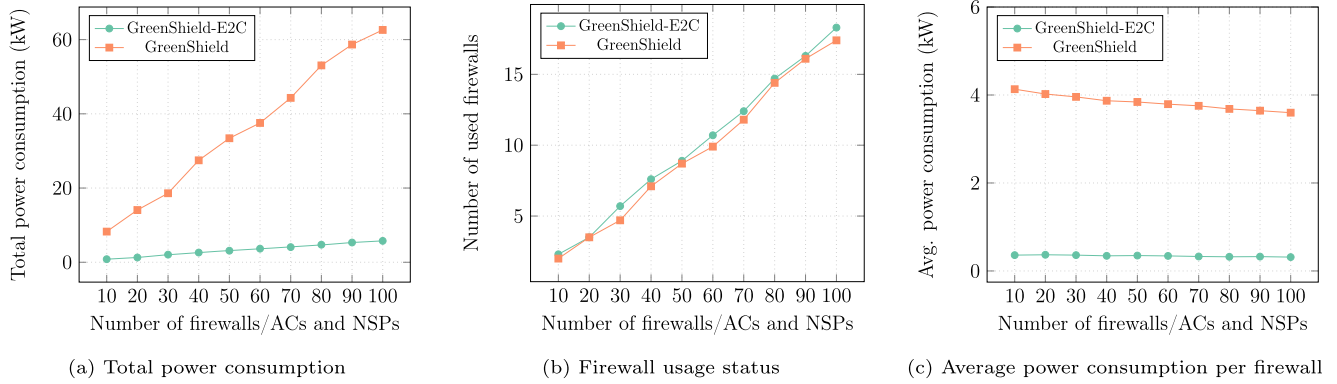 Total power consumption (kW)
60
40
20
0
GreenShield-E2C
GreenShield
10 20 30 40 50 60 70 80 90 100
Number of firewalls/ACs and NSPs
(a) Total power consumption
Number of used firewalls
15
10
5
GreenShield-E2C
GreenShield
10 20 30 40 50 60 70 80 90 100
Number of firewalls/ACs and NSPs
(b) Firewall usage status
Avg. power consumption (kW)
6
4
2
0
GreenShield-E2C
GreenShield
10 20 30 40 50 60 70 80 90 100
Number of firewalls/ACs and NSPs
(c) Average power consumption per firewall